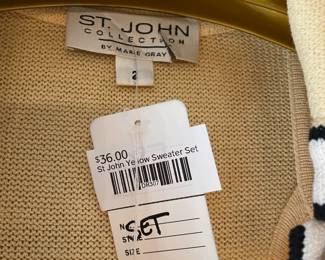 ST. JOHN
COLLECTION
BY MARIE GRAY
2
$36.00
St John Yellow Sweater Set
SET
SIZE